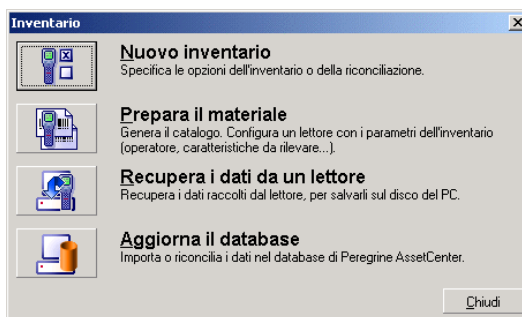 Inventario
Nuovo inventario
Specifica le opzioni dell'inventario o della riconciliazione.
Prepara il materiale
Genera il catalogo. Configura un lettore con i parametri dell'inventario
(operatore, caratteristiche da rilevare...).
Recupera i dati da un lettore
Recupera i dati raccolti dal lettore, per salvarli sul disco del PC.
Aggiorna il database
Importa o riconcilia i dati nel database di Peregrine AssetCenter.
Chiudi